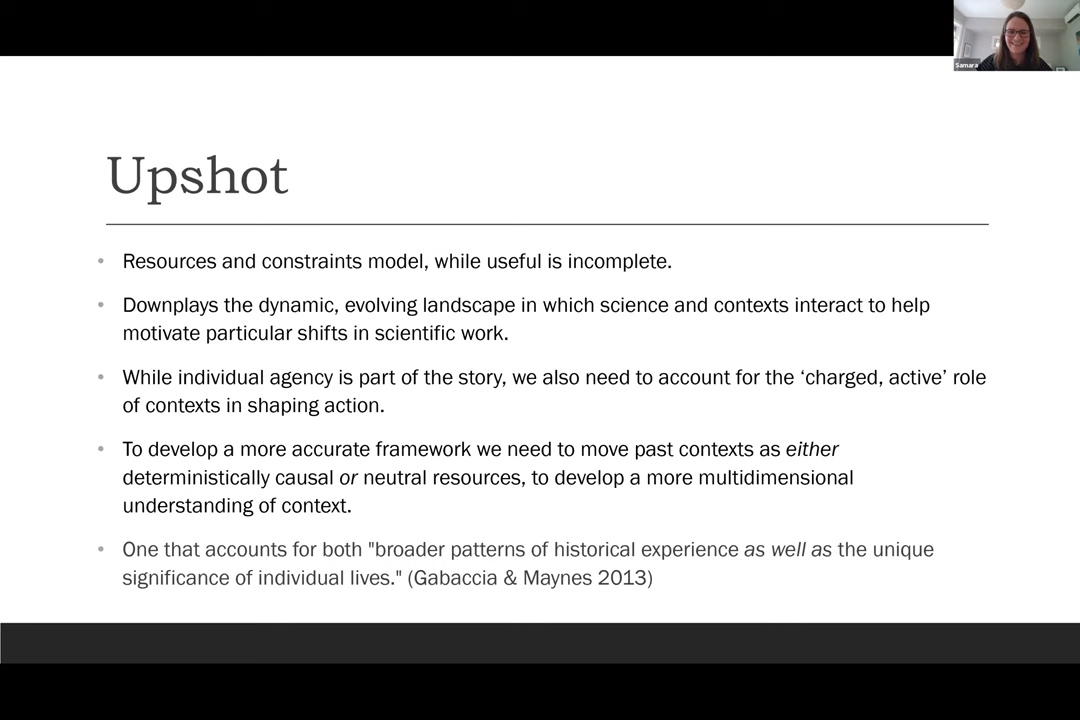 Samara
Upshot
• Resources and constraints model, while useful is incomplete.
• Downplays the dynamic, evolving landscape in which science and contexts interact to help
motivate particular shifts in scientific work.
• While individual agency is part of the story, we also need to account for the ‘charged, active’ role
of contexts in shaping action.
• To develop a more accurate framework we need to move past contexts as either
deterministically causal or neutral resources, to develop a more multidimensional
understanding of context.
• One that accounts for both "broader patterns of historical experience as well as the unique
significance of individual lives." (Gabaccia & Maynes 2013)